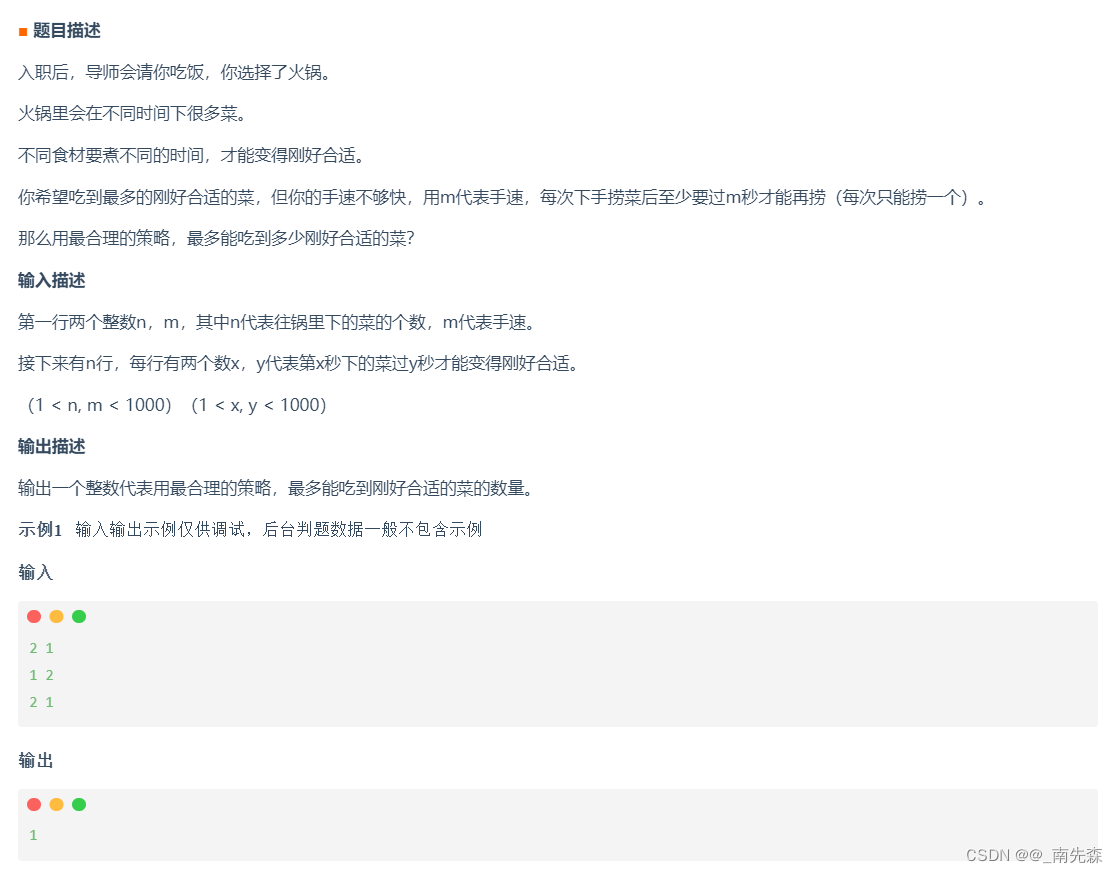 题目描述
入职后，导师会请你吃饭，你选择了火锅。
火锅里会在不同时间下很多菜。
不同食材要煮不同的时间，才能变得刚好合适。
你希望吃到最多的刚好合适的菜，但你的手速不够快，用m代表手速，每次下手捞菜后至少要过m秒才能再捞（每次只能捞一个）。
那么用最合理的策略，最多能吃到多少刚好合适的菜？
输入描述
第一行两个整数n，m，其中n代表往锅里下的菜的个数，m代表手速。
接下来有n行，每行有两个数x，y代表第x秒下的菜过y秒才能变得刚好合适。
（1 < n, m < 1000）（1 < x, y < 1000）
输出描述
输出一个整数代表用最合理的策略，最多能吃到刚好合适的菜的数量。
示例1 输入输出示例仅供调试，后台判题数据一般不包含示例
输入
2 1
1 2
2 1
输出
1
CSDN @@_南先森